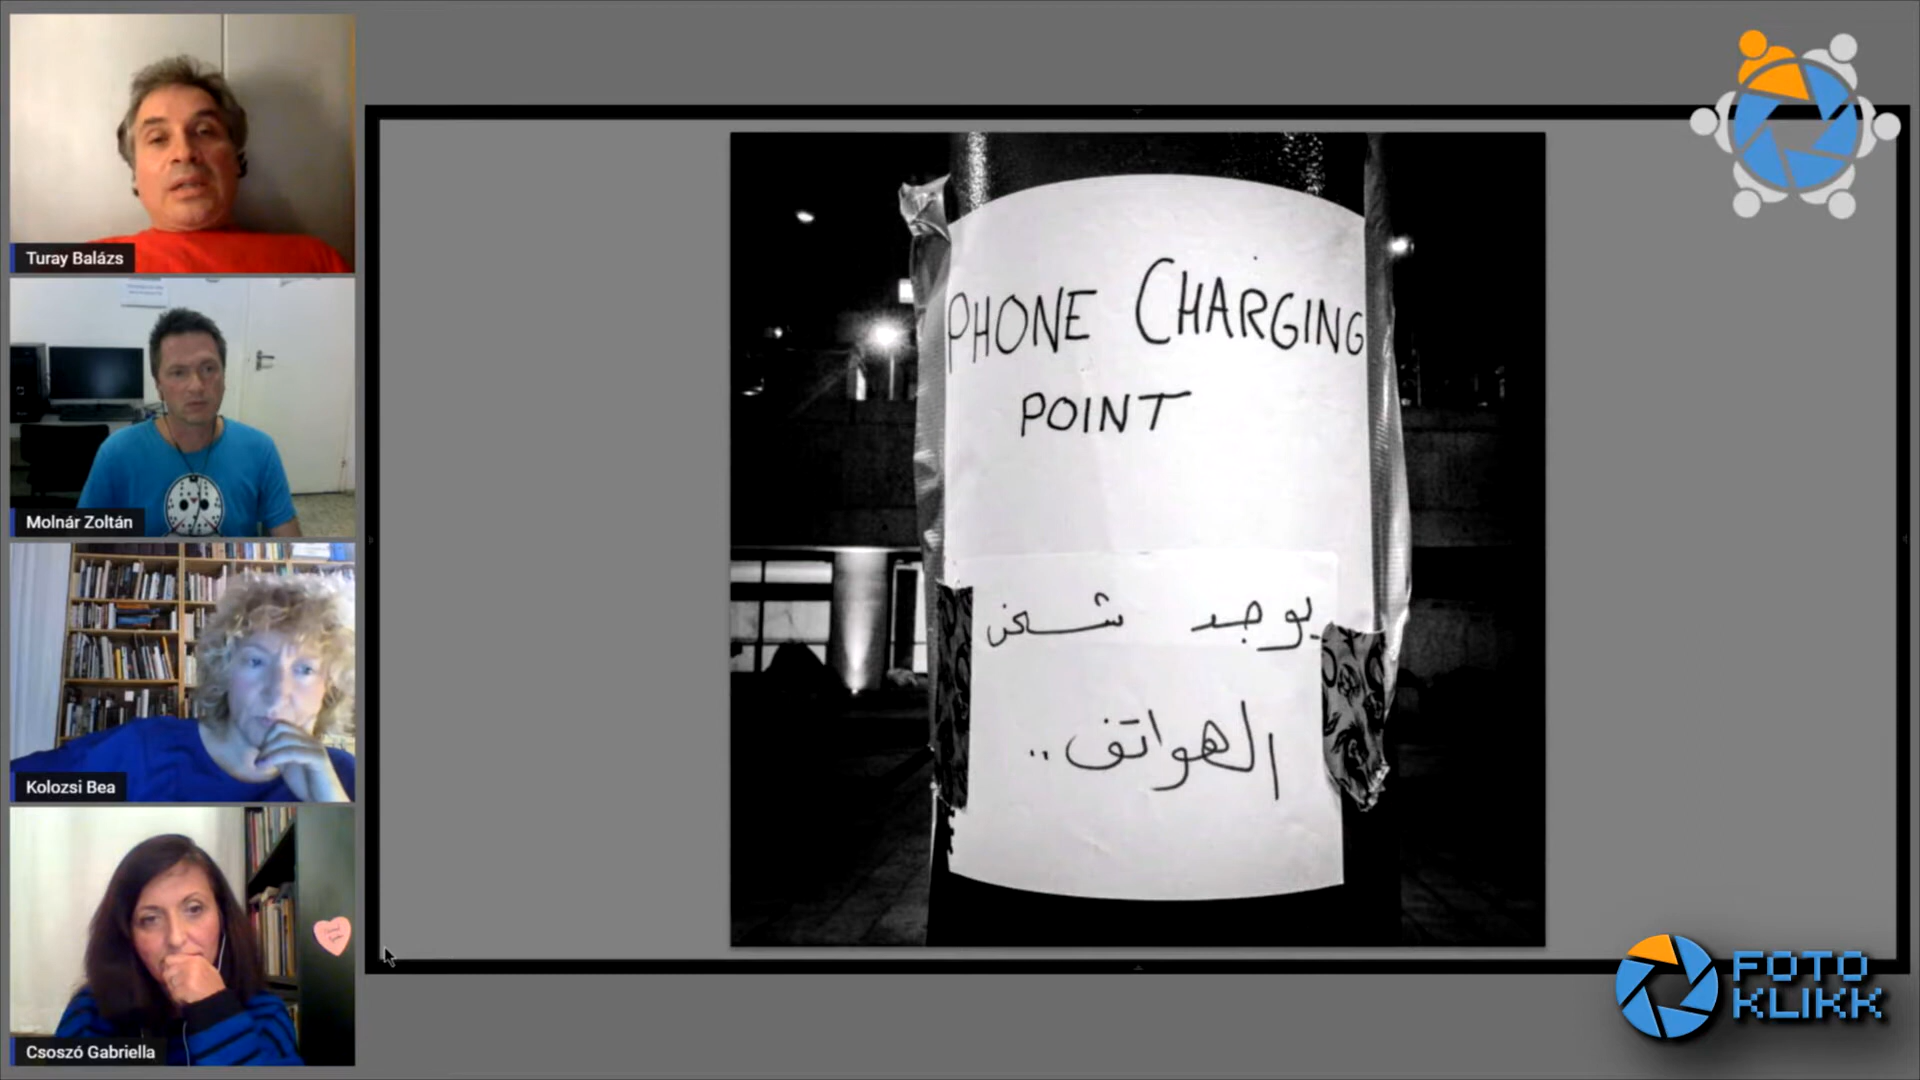 Turay Balázs
Molnár Zoltán
Kolozsi Bea
Csoszó Gabriella
PHONE CHARGING
POINT
يوجد شحن
الهواتف..
FOTO
KLIKK